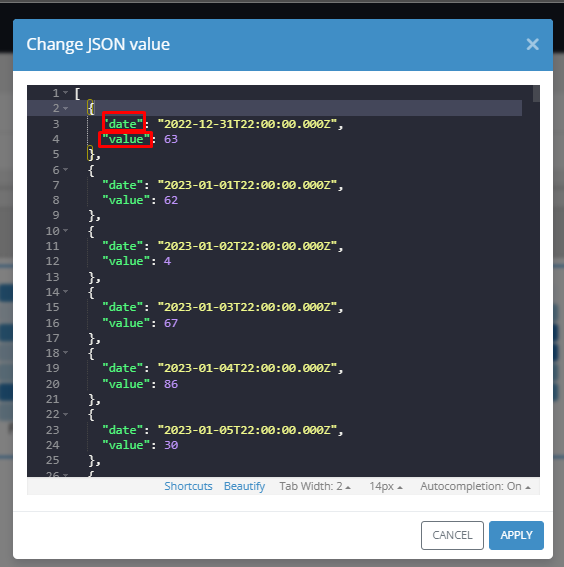 Change JSON value ×
1 [
2 {
3 "date": "2022-12-31T22:00:00.000Z",
4 "value": 63
5 },
6 {
7 "date": "2023-01-01T22:00:00.000Z",
8 "value": 62
9 },
10 {
11 "date": "2023-01-02T22:00:00.000Z",
12 "value": 4
13 },
14 {
15 "date": "2023-01-03T22:00:00.000Z",
16 "value": 67
17 },
18 {
19 "date": "2023-01-04T22:00:00.000Z",
20 "value": 86
21 },
22 {
23 "date": "2023-01-05T22:00:00.000Z",
24 "value": 30
25 },
26 {
Shortcuts Beautify Tab Width: 2 14px Autocompletion: On
CANCEL APPLY